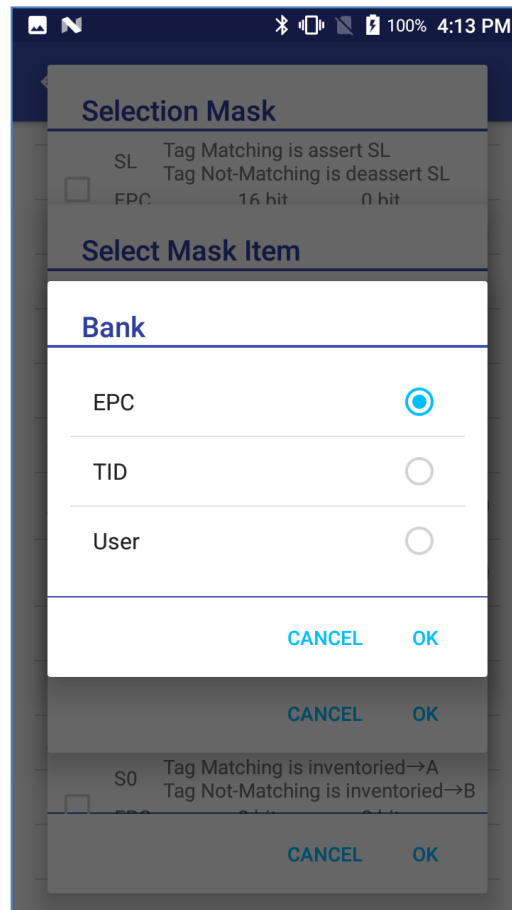 100% 4:13 PM
Selection Mask
SL
Tag Matching is assert SL
Tag Not-Matching is deassert SL
EPC 16 bit 0 bit
Select Mask Item
Bank
EPC
TID
User
CANCEL OK
CANCEL OK
S0
Tag Matching is inventoried→A
Tag Not-Matching is inventoried→B
CANCEL OK